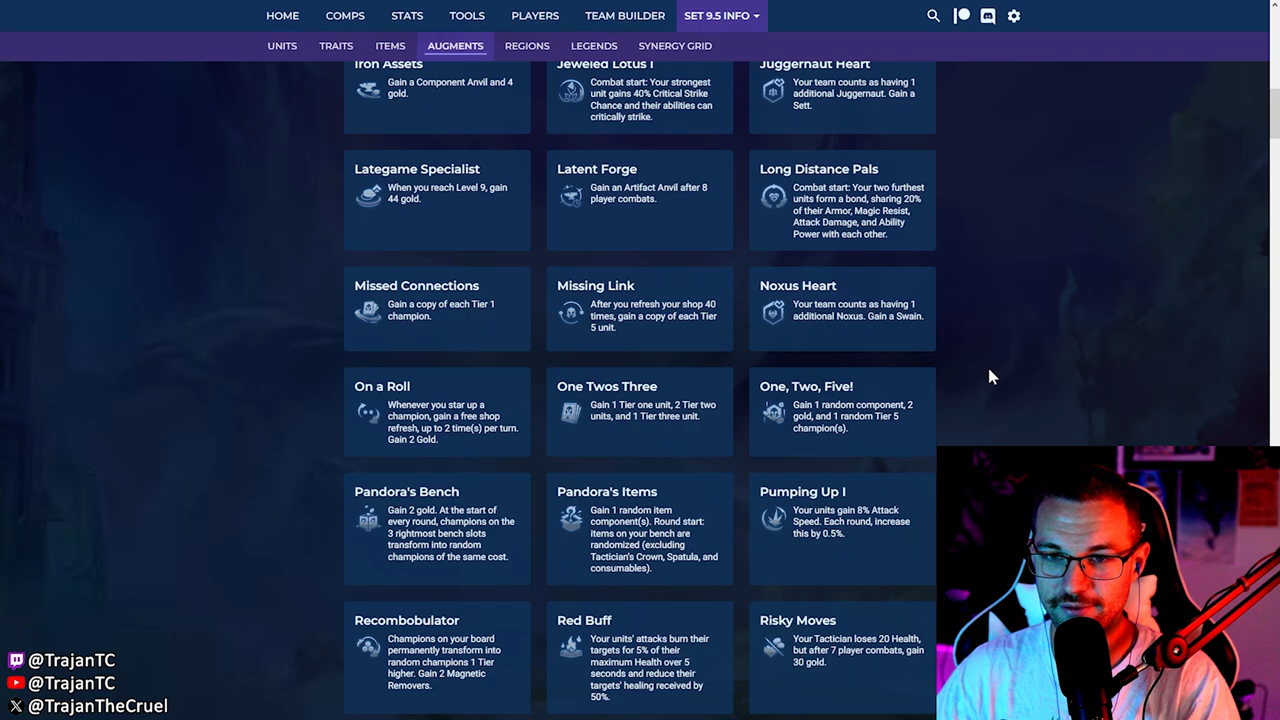 HOME COMPS STATS TOOLS PLAYERS TEAM BUILDER SET 9.5 INFO
UNITS TRAITS ITEMS AUGMENTS REGIONS LEGENDS SYNERGY GRID
Iron Assets
Gain a Component Anvil and 4
gold.
Jeweled Lotus I
Combat start: Your strongest
unit gains 40% Critical Strike
Chance and their abilities can
critically strike.
Juggernaut Heart
Your team counts as having 1
additional Juggernaut. Gain a
Sett.
Lategame Specialist
When you reach Level 9, gain
44 gold.
Latent Forge
Gain an Artifact Anvil after 8
player combats.
Long Distance Pals
Combat start: Your two furthest
units form a bond, sharing 20%
of their Armor, Magic Resist,
Attack Damage, and Ability
Power with each other.
Missed Connections
Gain a copy of each Tier 1
champion.
Missing Link
After you refresh your shop 40
times, gain a copy of each Tier
5 unit.
Noxus Heart
Your team counts as having 1
additional Noxus. Gain a Swain.
On a Roll
Whenever you star up a
champion, gain a free shop
refresh, up to 2 time(s) per turn.
Gain 2 Gold.
One Twos Three
Gain 1 Tier one unit, 2 Tier two
units, and 1 Tier three unit.
One, Two, Five!
Gain 1 random component, 2
gold, and 1 random Tier 5
champion(s).
Pandora's Bench
Gain 2 gold. At the start of
every round, champions on the
3 rightmost bench slots
transform into random
champions of the same cost.
Pandora's Items
Gain 1 random item
component(s). Round start:
items on your bench are
randomized (excluding
Tactician's Crown, Spatula, and
consumables).
Pumping Up I
Your units gain 8% Attack
Speed. Each round, increase
this by 0.5%.
Recombobulator
Champions on your board
permanently transform into
random champions 1 Tier
higher. Gain 2 Magnetic
Removers.
Red Buff
Your units' attacks burn their
targets for 5% of their
maximum Health over 5
seconds and reduce their
targets' healing received by
50%.
Risky Moves
Your Tactician loses 20 Health,
but after 7 player combats, gain
30 gold.
@TrajanTC
@TrajanTC
@TrajanTheCruel